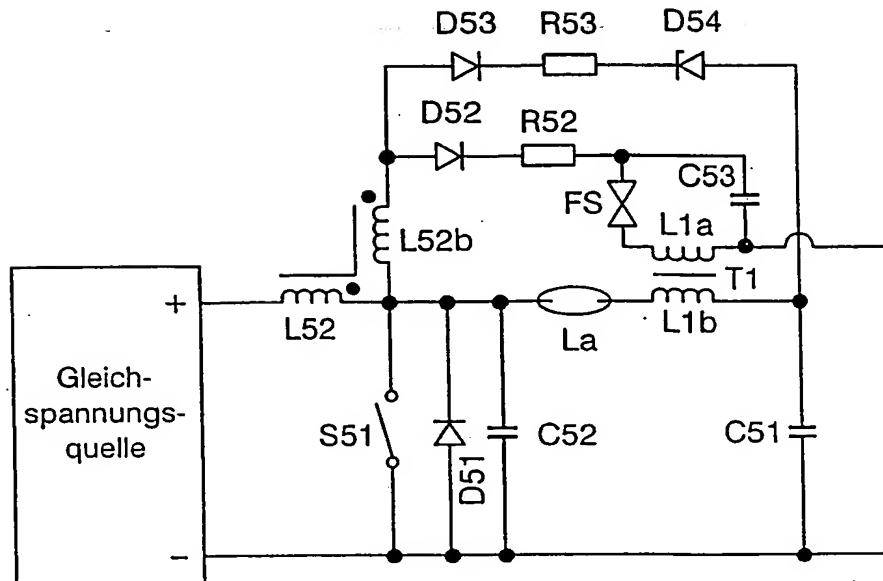 D53 R53 D54
D52 R52
FS C53
L52b L1a
T1
+ L52 La L1b
Gleich-
spannungs-
quelle
S51 D51 C52 C51
−